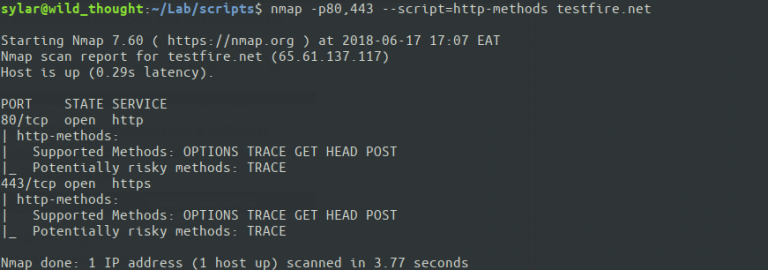 sylar@wild_thought:~/Lab/scripts$ nmap -p80,443 --script=http-methods testfire.net
Starting Nmap 7.60 ( https://nmap.org ) at 2018-06-17 17:07 EAT
Nmap scan report for testfire.net (65.61.137.117)
Host is up (0.29s latency).
PORT    STATE SERVICE
80/tcp  open  http
| http-methods:
|   Supported Methods: OPTIONS TRACE GET HEAD POST
|_  Potentially risky methods: TRACE
443/tcp open  https
| http-methods:
|   Supported Methods: OPTIONS TRACE GET HEAD POST
|_  Potentially risky methods: TRACE
Nmap done: 1 IP address (1 host up) scanned in 3.77 seconds